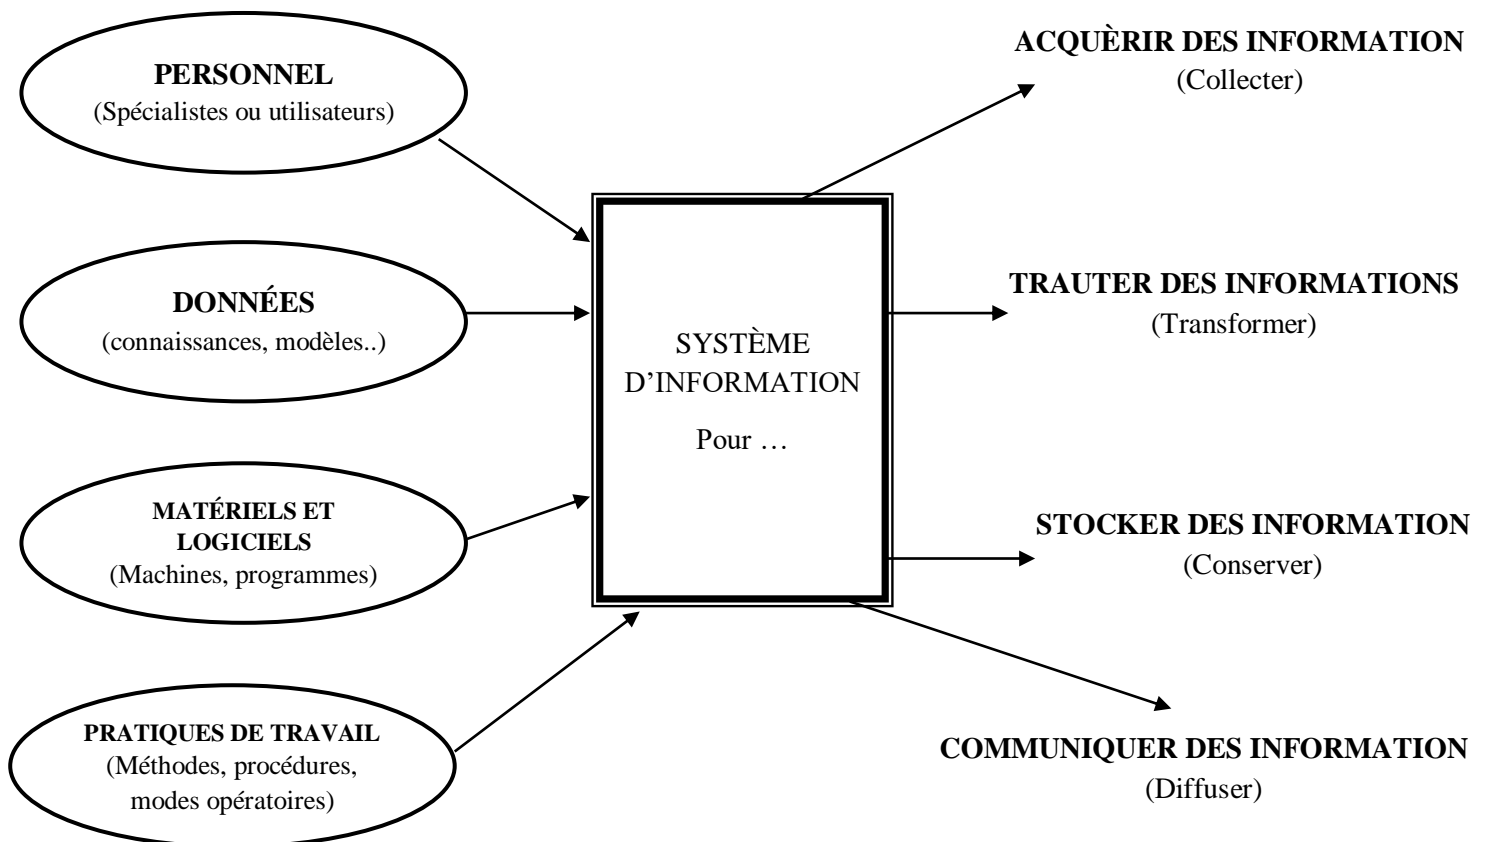 PERSONNEL
(Spécialistes ou utilisateurs)
DONNÉES
(connaissances, modèles..)
MATÉRIELS ET
LOGICIELS
(Machines, programmes)
PRATIQUES DE TRAVAIL
(Méthodes, procédures,
modes opératoires)
SYSTÈME
D’INFORMATION
Pour …
ACQUÈRIR DES INFORMATION
(Collecter)
TRAUTER DES INFORMATIONS
(Transformer)
STOCKER DES INFORMATION
(Conserver)
COMMUNIQUER DES INFORMATION
(Diffuser)